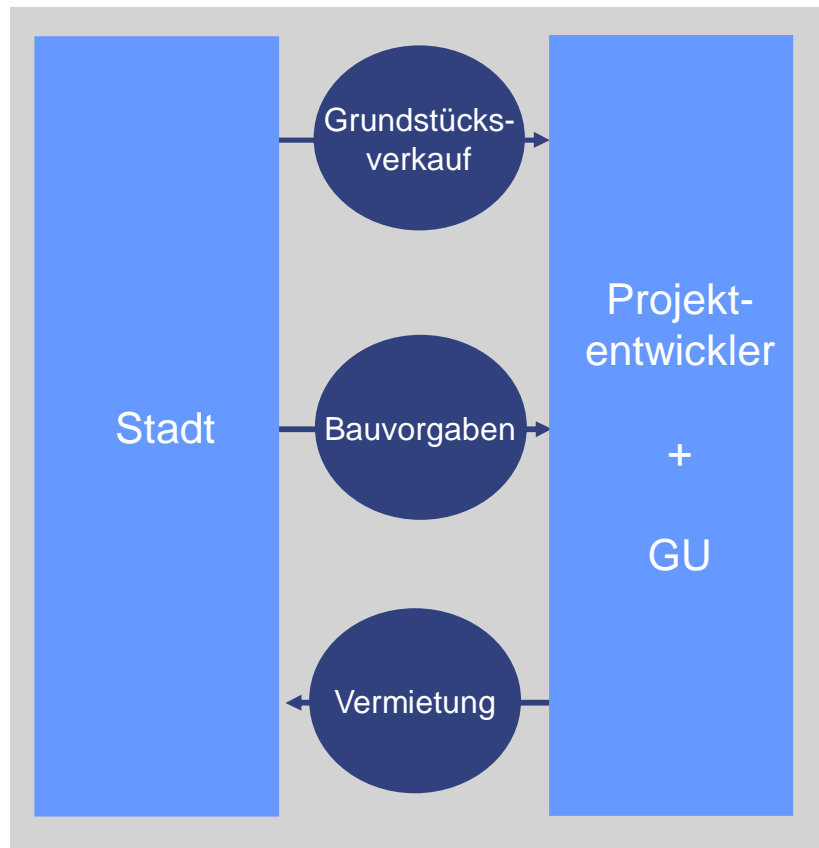 Stadt
Grundstücks-
verkauf
Bauvorgaben
Vermietung
Projekt-
entwickler
+
GU